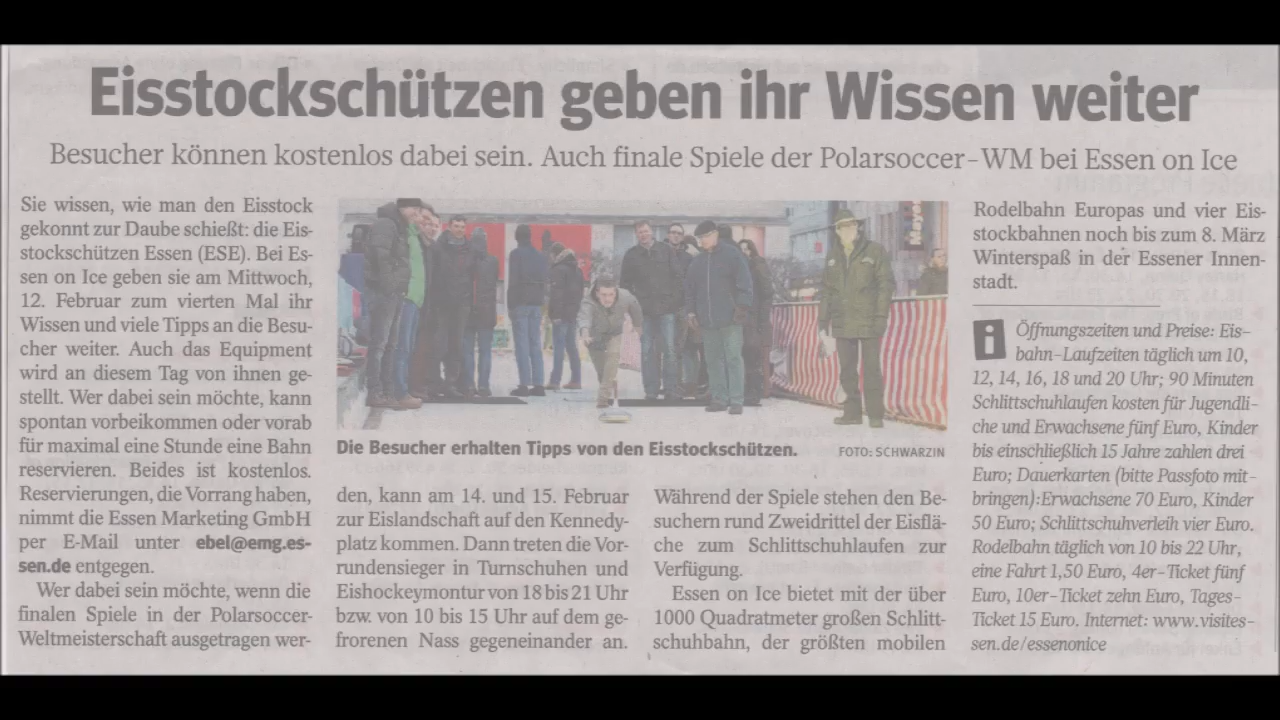 Eisstockschützen geben ihr Wissen weiter
Besucher können kostenlos dabei sein. Auch finale Spiele der Polarsoccer-WM bei Essen on Ice
Sie wissen, wie man den Eisstock
gekonnt zur Daube schießt: die Eis-
stockschützen Essen (ESE). Bei Es-
sen on Ice geben sie am Mittwoch,
12. Februar zum vierten Mal ihr
Wissen und viele Tipps an die Besu-
cher weiter. Auch das Equipment
wird an diesem Tag von ihnen ge-
stellt. Wer dabei sein möchte, kann
spontan vorbeikommen oder vorab
für maximal eine Stunde eine Bahn
reservieren. Beides ist kostenlos.
Reservierungen, die Vorrang haben,
nimmt die Essen Marketing GmbH
per E-Mail unter ebel@emg.es-
sen.de entgegen.
Wer dabei sein möchte, wenn die
finalen Spiele in der Polarsoccer-
Weltmeisterschaft ausgetragen wer-
Die Besucher erhalten Tipps von den Eisstockschützen.
FOTO: SCHWARZIN
den, kann am 14. und 15. Februar
zur Eislandschaft auf den Kennedy-
platz kommen. Dann treten die Vor-
rundensieger in Turnschuhen und
Eishockeymontur von 18 bis 21 Uhr
bzw. von 10 bis 15 Uhr auf dem ge-
frorenen Nass gegeneinander an.
Während der Spiele stehen den Be-
suchern rund Zweidrittel der Eisflä-
che zum Schlittschuhlaufen zur
Verfügung.
Essen on Ice bietet mit der über
1000 Quadratmeter großen Schlitt-
schuhbahn, der größten mobilen
Rodelbahn Europas und vier Eis-
stockbahnen noch bis zum 8. März
Winterspaß in der Essener Innen-
stadt.
i Öffnungszeiten und Preise: Eis-
bahn-Laufzeiten täglich um 10,
12, 14, 16, 18 und 20 Uhr; 90 Minuten
Schlittschuhlaufen kosten für Jugendli-
che und Erwachsene fünf Euro, Kinder
bis einschließlich 15 Jahre zahlen drei
Euro; Dauerkarten (bitte Passfoto mit-
bringen):Erwachsene 70 Euro, Kinder
50 Euro; Schlittschuhverleih vier Euro.
Rodelbahn täglich von 10 bis 22 Uhr,
eine Fahrt 1,50 Euro, 4er-Ticket fünf
Euro, 10er-Ticket zehn Euro, Tages-
Ticket 15 Euro. Internet: www.visites-
sen.de/essenonice